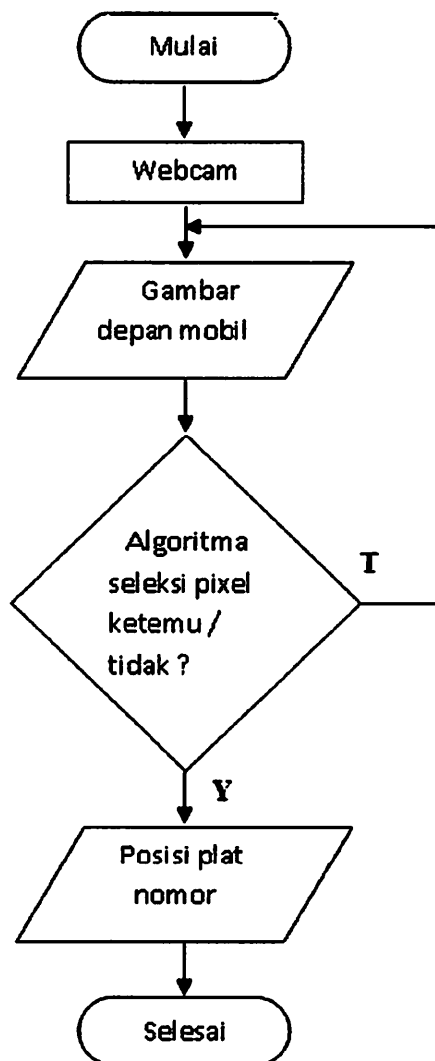 Mulai
Webcam
Gambar
depan mobil
Algoritma
seleksi pixel
ketemu /
tidak ?
T
Y
Posisi plat
nomor
Selesai